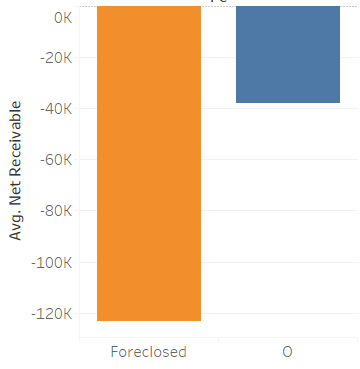 0K
-20K
-40K
-60K
-80K
-100K
-120K
Avg. Net Receivable
Foreclosed
O